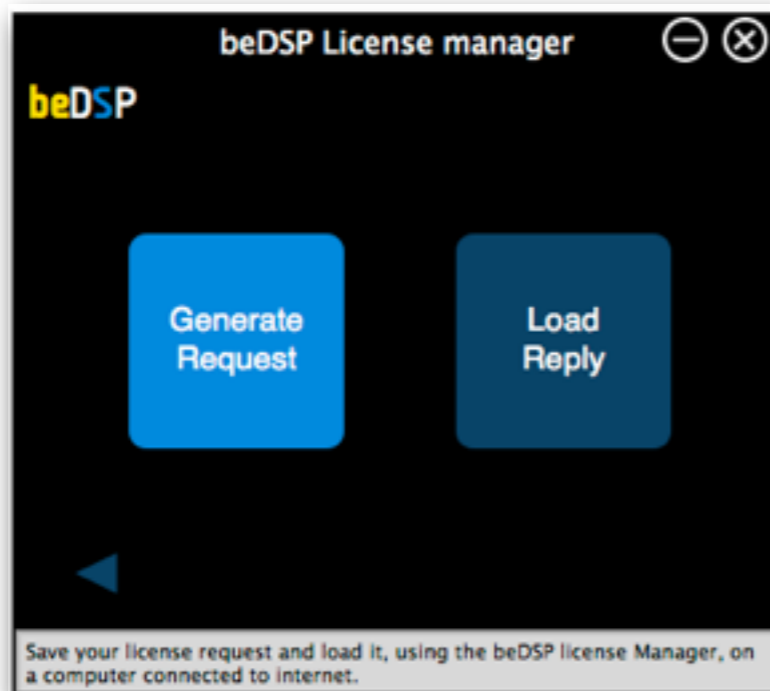 beDSP License manager
beDSP
Generate
Request
Load
Reply
Save your license request and load it, using the beDSP license Manager, on
a computer connected to internet.